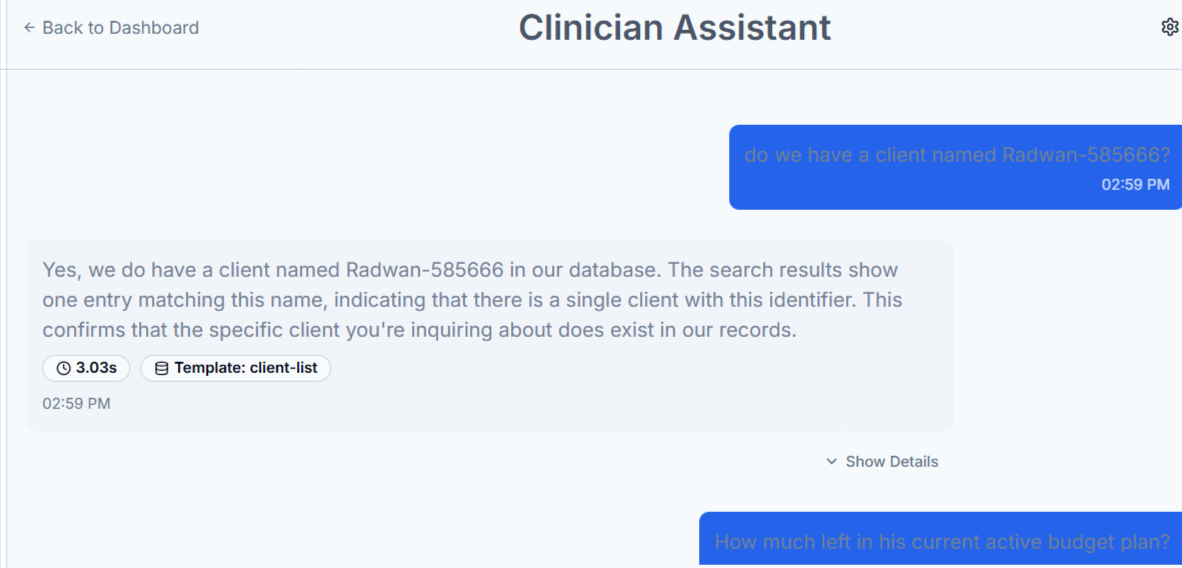 ← Back to Dashboard
Clinician Assistant
do we have a client named Radwan-585666?
02:59 PM
Yes, we do have a client named Radwan-585666 in our database. The search results show
one entry matching this name, indicating that there is a single client with this identifier. This
confirms that the specific client you're inquiring about does exist in our records.
3.03s
Template: client-list
02:59 PM
Show Details
How much left in his current active budget plan?